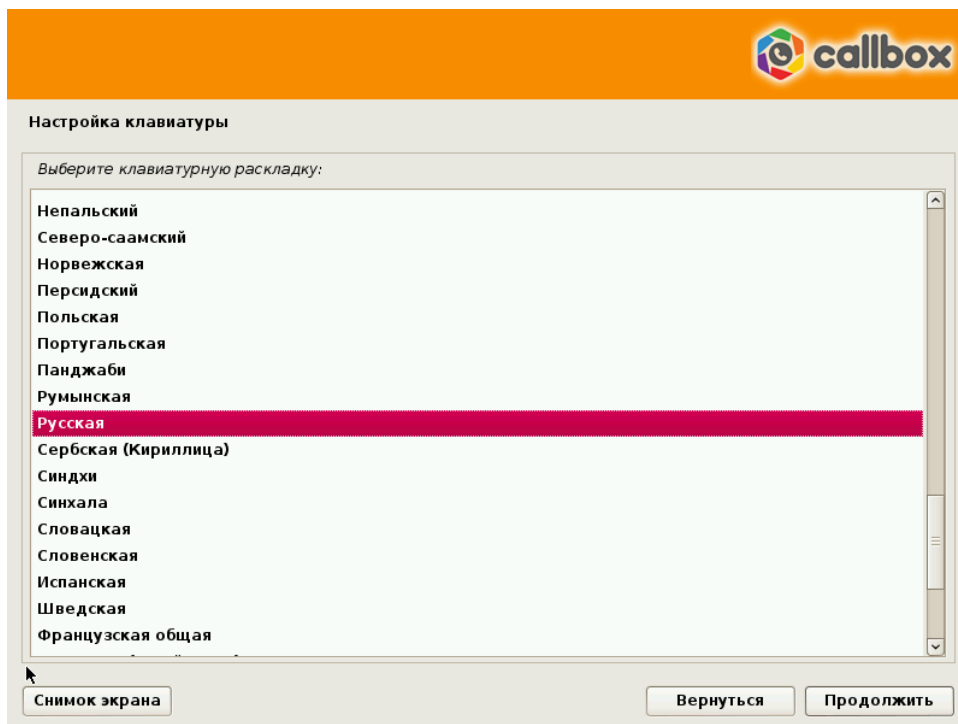 callbox
Настройка клавиатуры
Выберите клавиатурную раскладку:
Непальский
Северо-саамский
Норвежская
Персидский
Польская
Португальская
Панджаби
Румынская
Русская
Сербская (Кириллица)
Синдхи
Синхала
Словацкая
Словенская
Испанская
Шведская
Французская общая
Снимок экрана
Вернуться
Продолжить